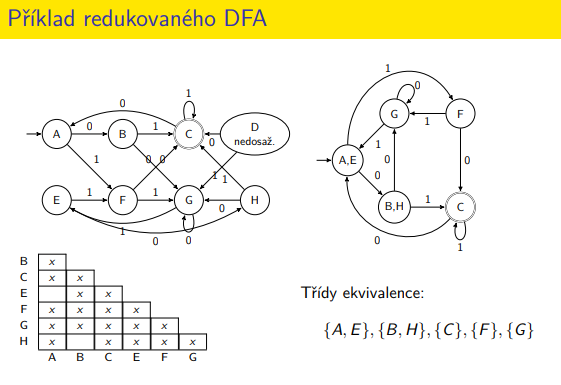 Příklad redukovaného DFA
1
0
A
0
B
1
C
0
D
nedosaž.
1
0
0
1
1
E
1
F
1
G
0
H
1
0
0
1
0
G
1
F
1
0
A,E
0
0
B,H
1
C
0
1
B x
C x x
E x x
F x x x x
G x x x x x
H x x x x x
A B C E F G
Třídy ekvivalence:
{A, E}, {B, H}, {C}, {F}, {G}